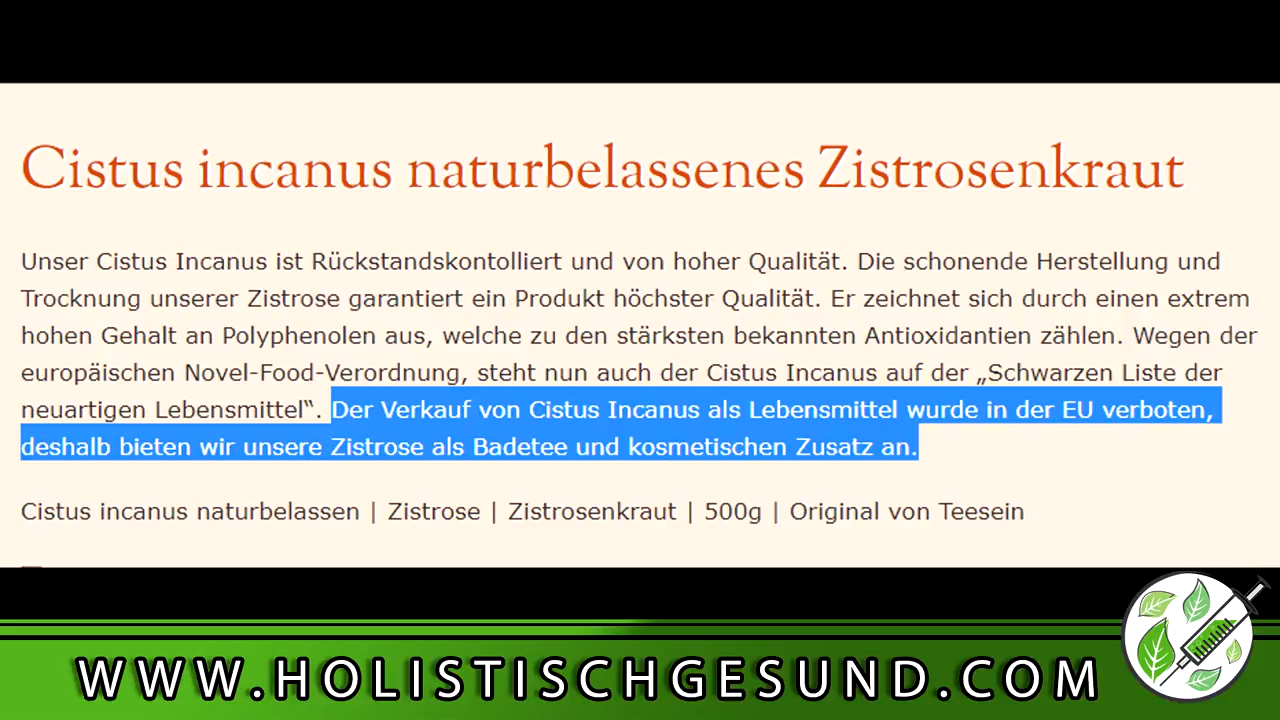 Cistus incanus naturbelassenes Zistrosenkraut
Unser Cistus Incanus ist Rückstandskontolliert und von hoher Qualität. Die schonende Herstellung und
Trocknung unserer Zistrose garantiert ein Produkt höchster Qualität. Er zeichnet sich durch einen extrem
hohen Gehalt an Polyphenolen aus, welche zu den stärksten bekannten Antioxidantien zählen. Wegen der
europäischen Novel-Food-Verordnung, steht nun auch der Cistus Incanus auf der „Schwarzen Liste der
neuartigen Lebensmittel“. Der Verkauf von Cistus Incanus als Lebensmittel wurde in der EU verboten,
deshalb bieten wir unsere Zistrose als Badetee und kosmetischen Zusatz an.
Cistus incanus naturbelassen | Zistrose | Zistrosenkraut | 500g | Original von Teesein
WWW.HOLISTISCHGESUND.COM